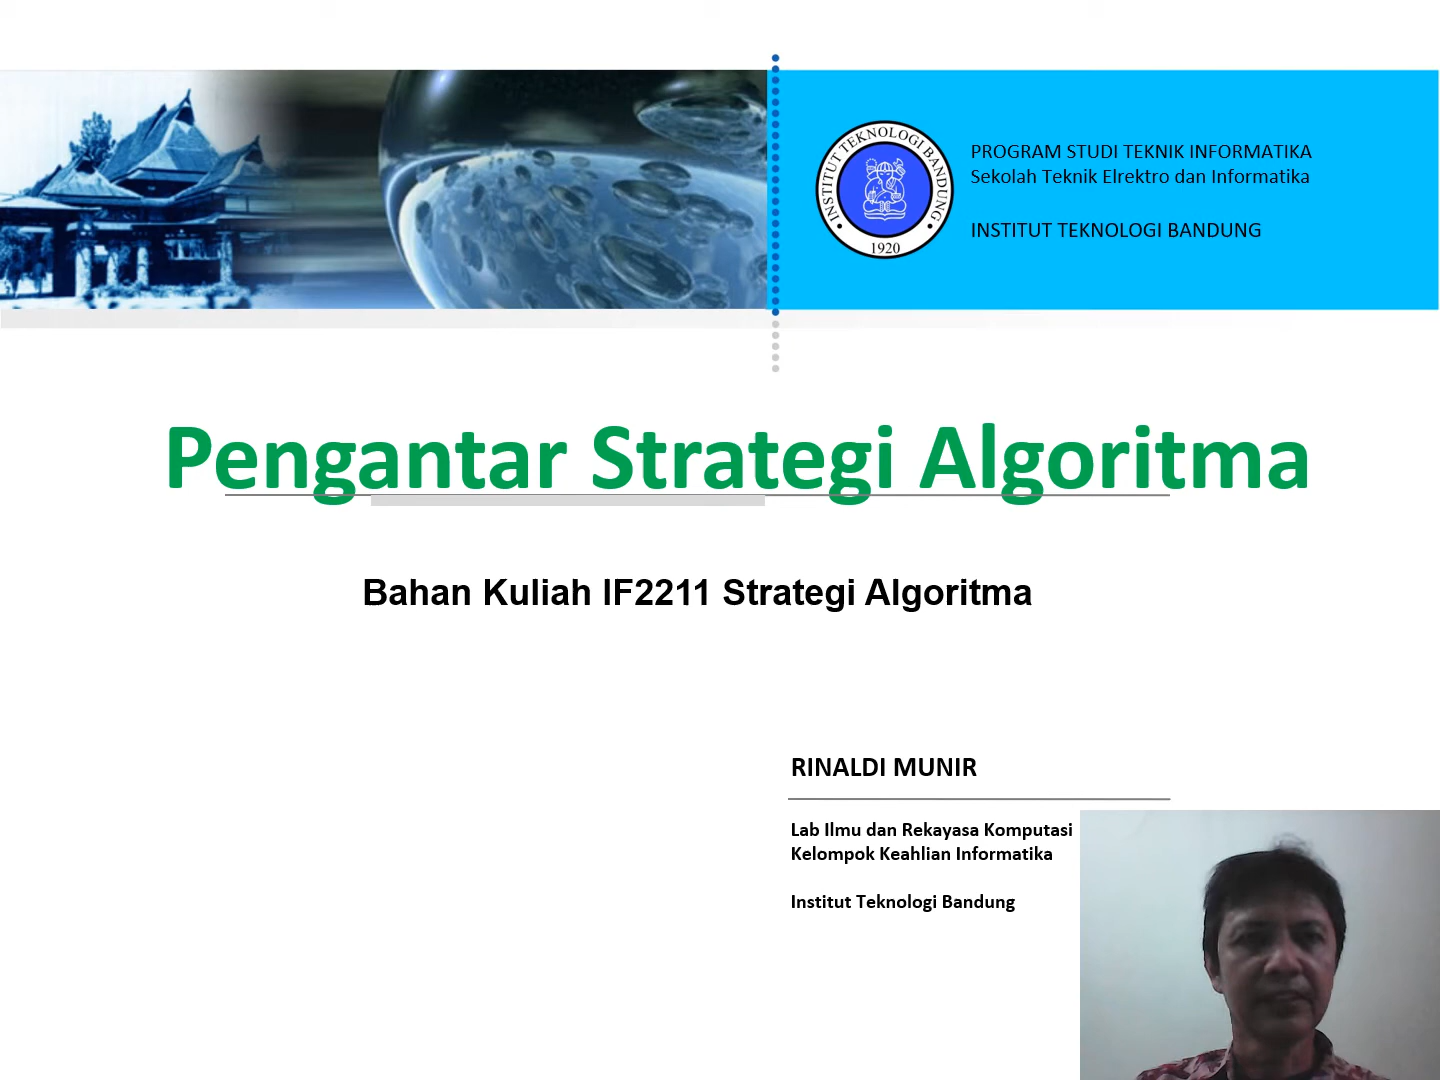 INSTITUT TEKNOLOGI BANDUNG
1920
PROGRAM STUDI TEKNIK INFORMATIKA
Sekolah Teknik Elrektro dan Informatika
INSTITUT TEKNOLOGI BANDUNG
Pengantar Strategi Algoritma
Bahan Kuliah IF2211 Strategi Algoritma
RINALDI MUNIR
Lab Ilmu dan Rekayasa Komputasi
Kelompok Keahlian Informatika
Institut Teknologi Bandung